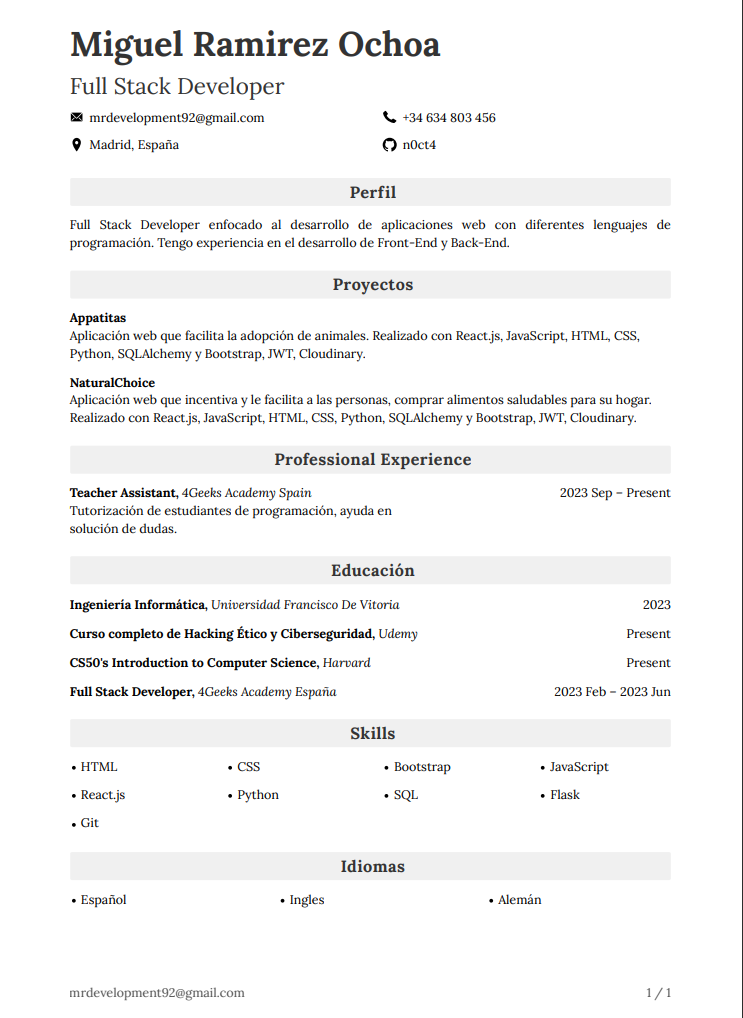 Miguel Ramirez Ochoa
Full Stack Developer
mrdevelopment92@gmail.com
+34 634 803 456
Madrid, España
n0ct4
Perfil
Full Stack Developer enfocado al desarrollo de aplicaciones web con diferentes lenguajes de
programación. Tengo experiencia en el desarrollo de Front-End y Back-End.
Proyectos
Appatitas
Aplicación web que facilita la adopción de animales. Realizado con React.js, JavaScript, HTML, CSS,
Python, SQLAlchemy y Bootstrap, JWT, Cloudinary.
NaturalChoice
Aplicación web que incentiva y le facilita a las personas, comprar alimentos saludables para su hogar.
Realizado con React.js, JavaScript, HTML, CSS, Python, SQLAlchemy y Bootstrap, JWT, Cloudinary.
Professional Experience
Teacher Assistant, 4Geeks Academy Spain 2023 Sep – Present
Tutorización de estudiantes de programación, ayuda en
solución de dudas.
Educación
Ingeniería Informática, Universidad Francisco De Vitoria 2023
Curso completo de Hacking Ético y Ciberseguridad, Udemy Present
CS50's Introduction to Computer Science, Harvard Present
Full Stack Developer, 4Geeks Academy España 2023 Feb – 2023 Jun
Skills
• HTML • CSS • Bootstrap • JavaScript
• React.js • Python • SQL • Flask
• Git
Idiomas
• Español • Ingles • Alemán
mrdevelopment92@gmail.com 1 / 1